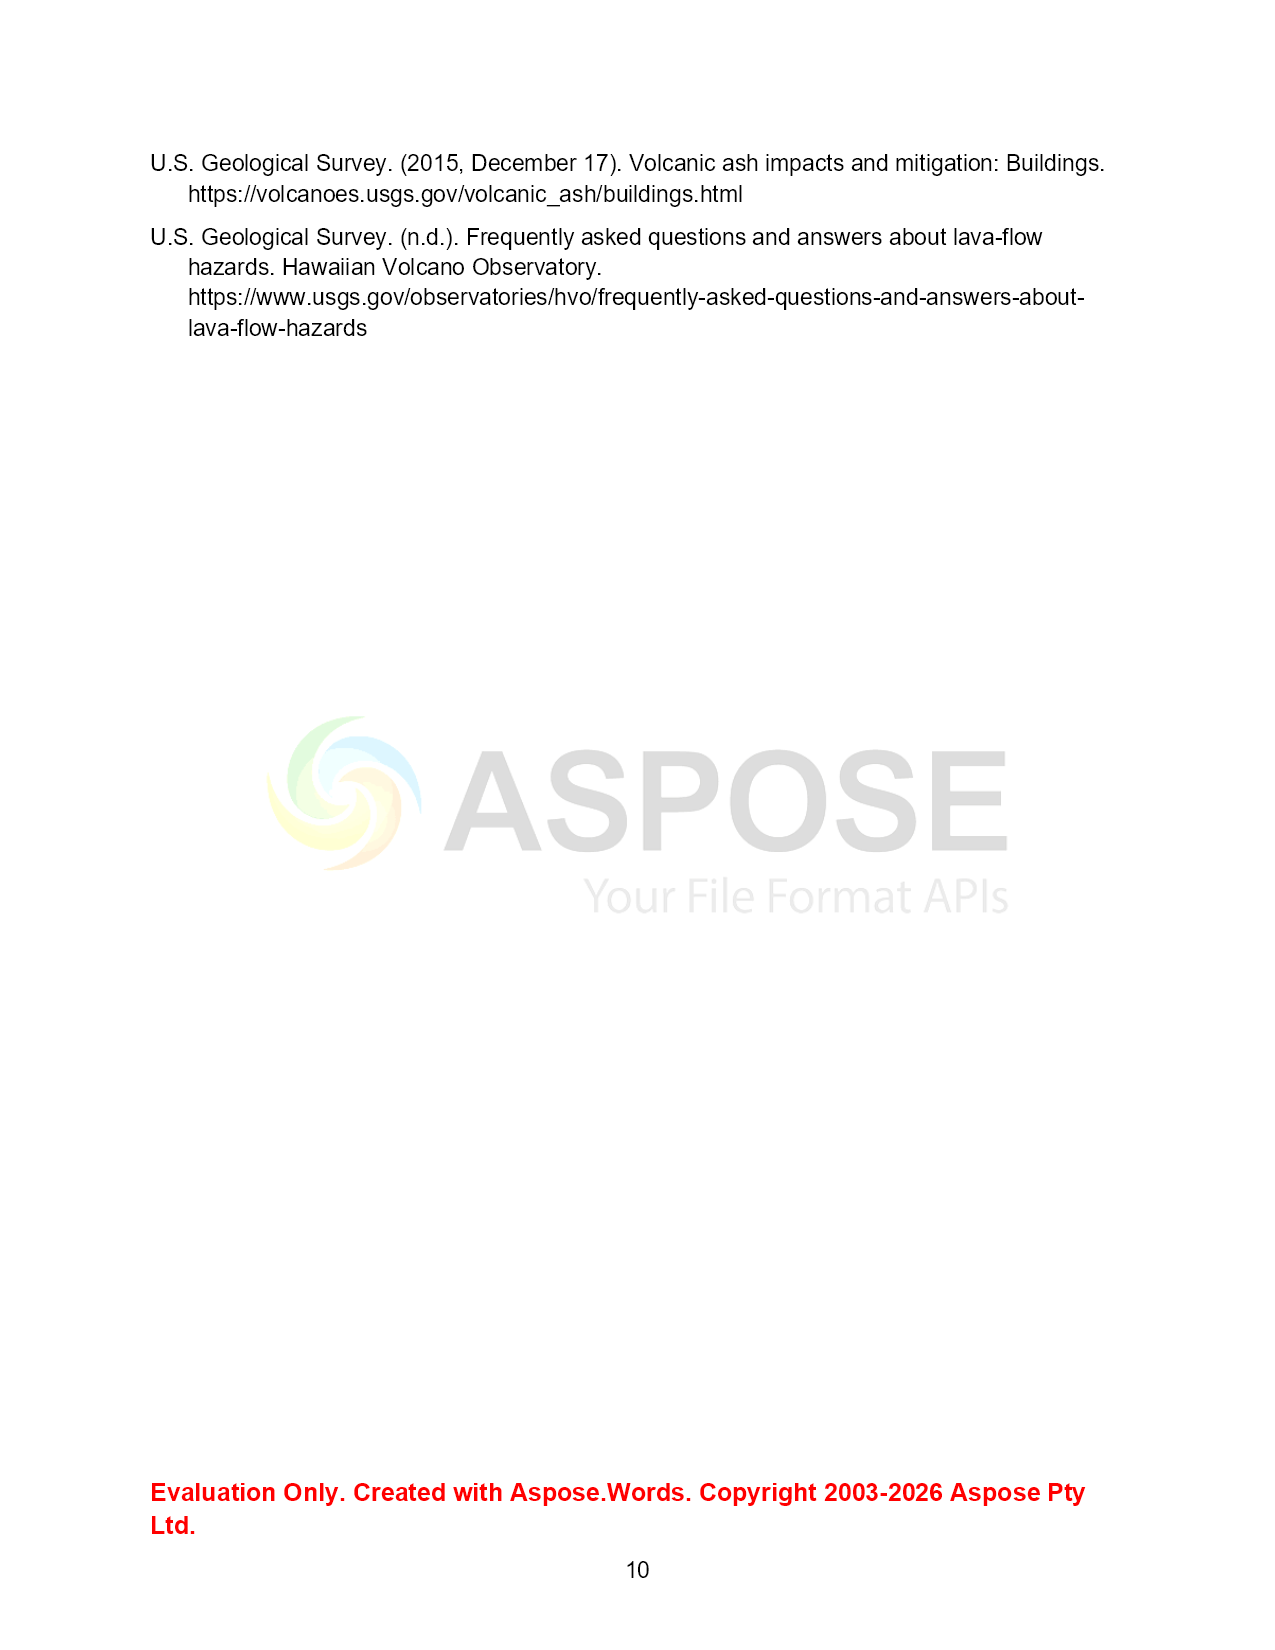 U.S. Geological Survey. (2015, December 17). Volcanic ash impacts and mitigation: Buildings.
https://volcanoes.usgs.gov/volcanic_ash/buildings.html
U.S. Geological Survey. (n.d.). Frequently asked questions and answers about lava-flow
hazards. Hawaiian Volcano Observatory.
https://www.usgs.gov/observatories/hvo/frequently-asked-questions-and-answers-about-
lava-flow-hazards
ASPOSE
Your File Format APIs
Evaluation Only. Created with Aspose.Words. Copyright 2003-2026 Aspose Pty
Ltd.
10